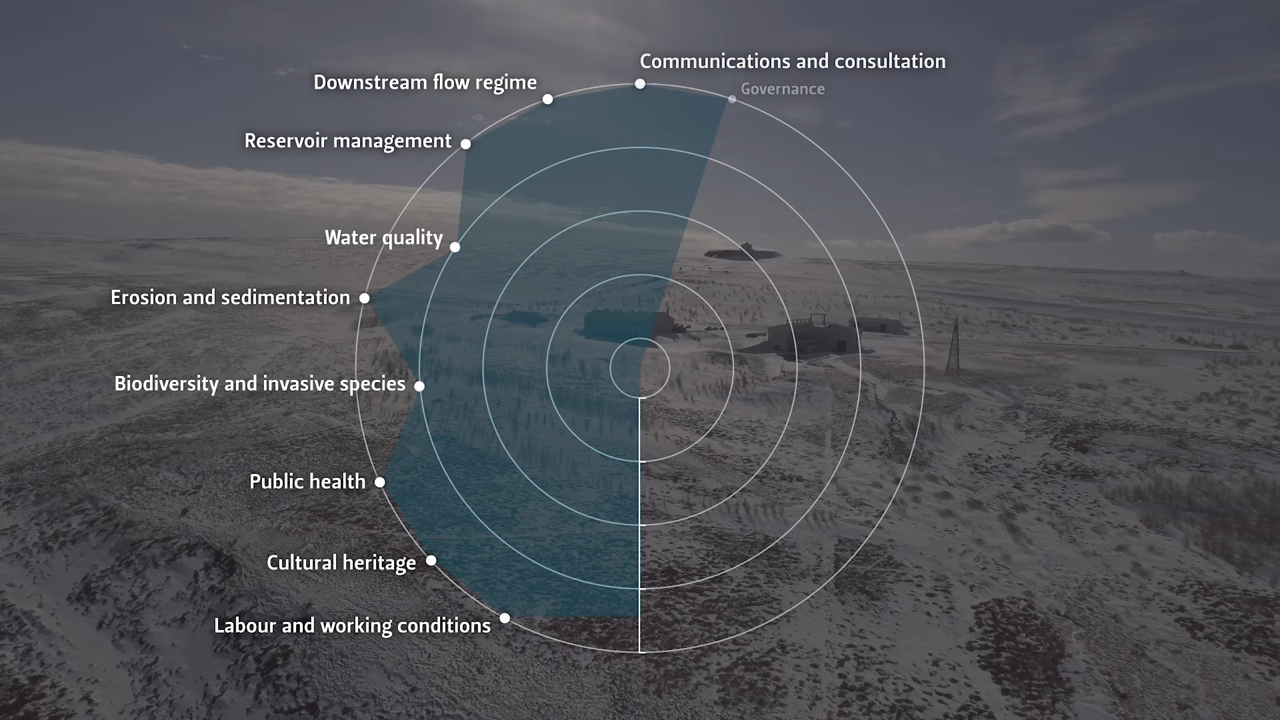 Communications and consultation
Downstream flow regime
Governance
Reservoir management
Water quality
Erosion and sedimentation
Biodiversity and invasive species
Public health
Cultural heritage
Labour and working conditions